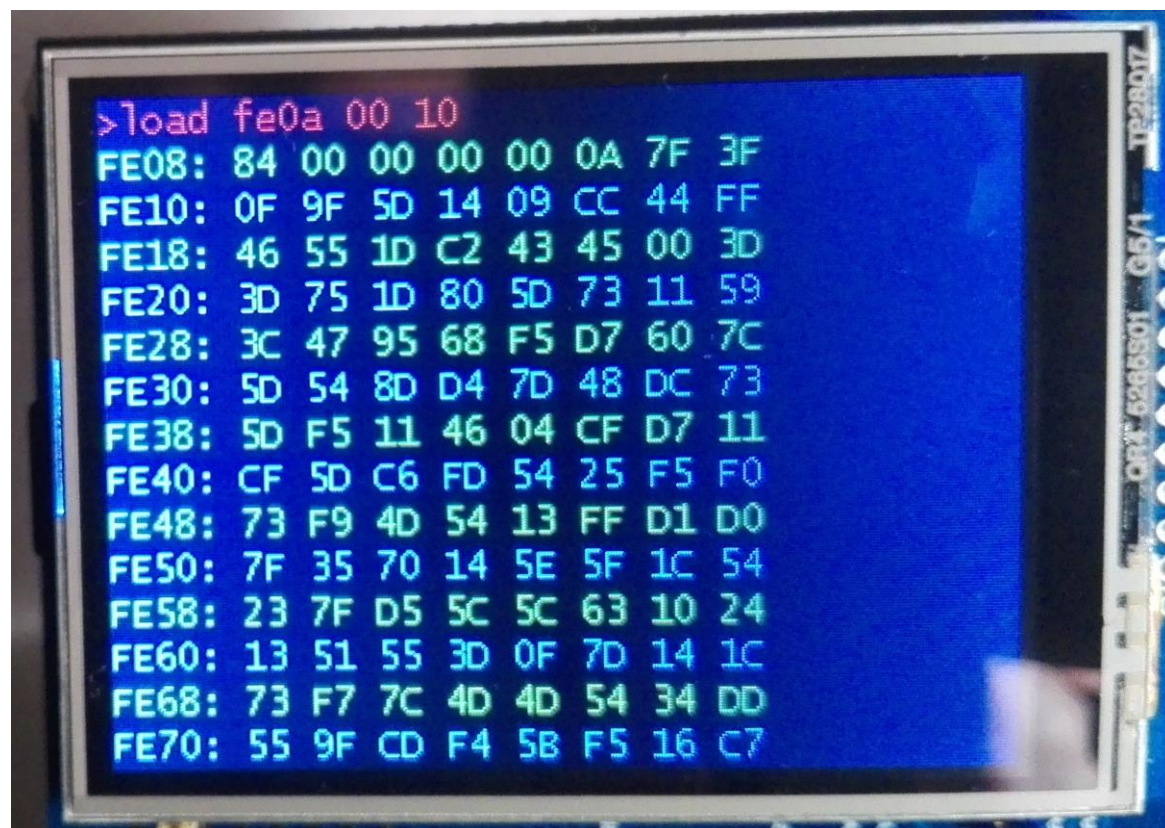 >load fe0a 00 10
FE08: 84 00 00 00 00 0A 7F 3F
FE10: 0F 9F 5D 14 09 CC 44 FF
FE18: 46 55 1D C2 43 45 00 3D
FE20: 3D 75 1D 80 5D 73 11 59
FE28: 3C 47 95 68 F5 D7 60 7C
FE30: 5D 54 8D D4 7D 48 DC 73
FE38: 5D F5 11 46 04 CF D7 11
FE40: CF 5D C6 FD 54 25 F5 F0
FE48: 73 F9 4D 54 13 FF D1 D0
FE50: 7F 35 70 14 5E 5F 1C 54
FE58: 23 7F D5 5C 5C 63 10 24
FE60: 13 51 55 3D 0F 7D 14 1C
FE68: 73 F7 7C 4D 4D 54 34 DD
FE70: 55 9F CD F4 5B F5 16 C7
TP28017
G5/1